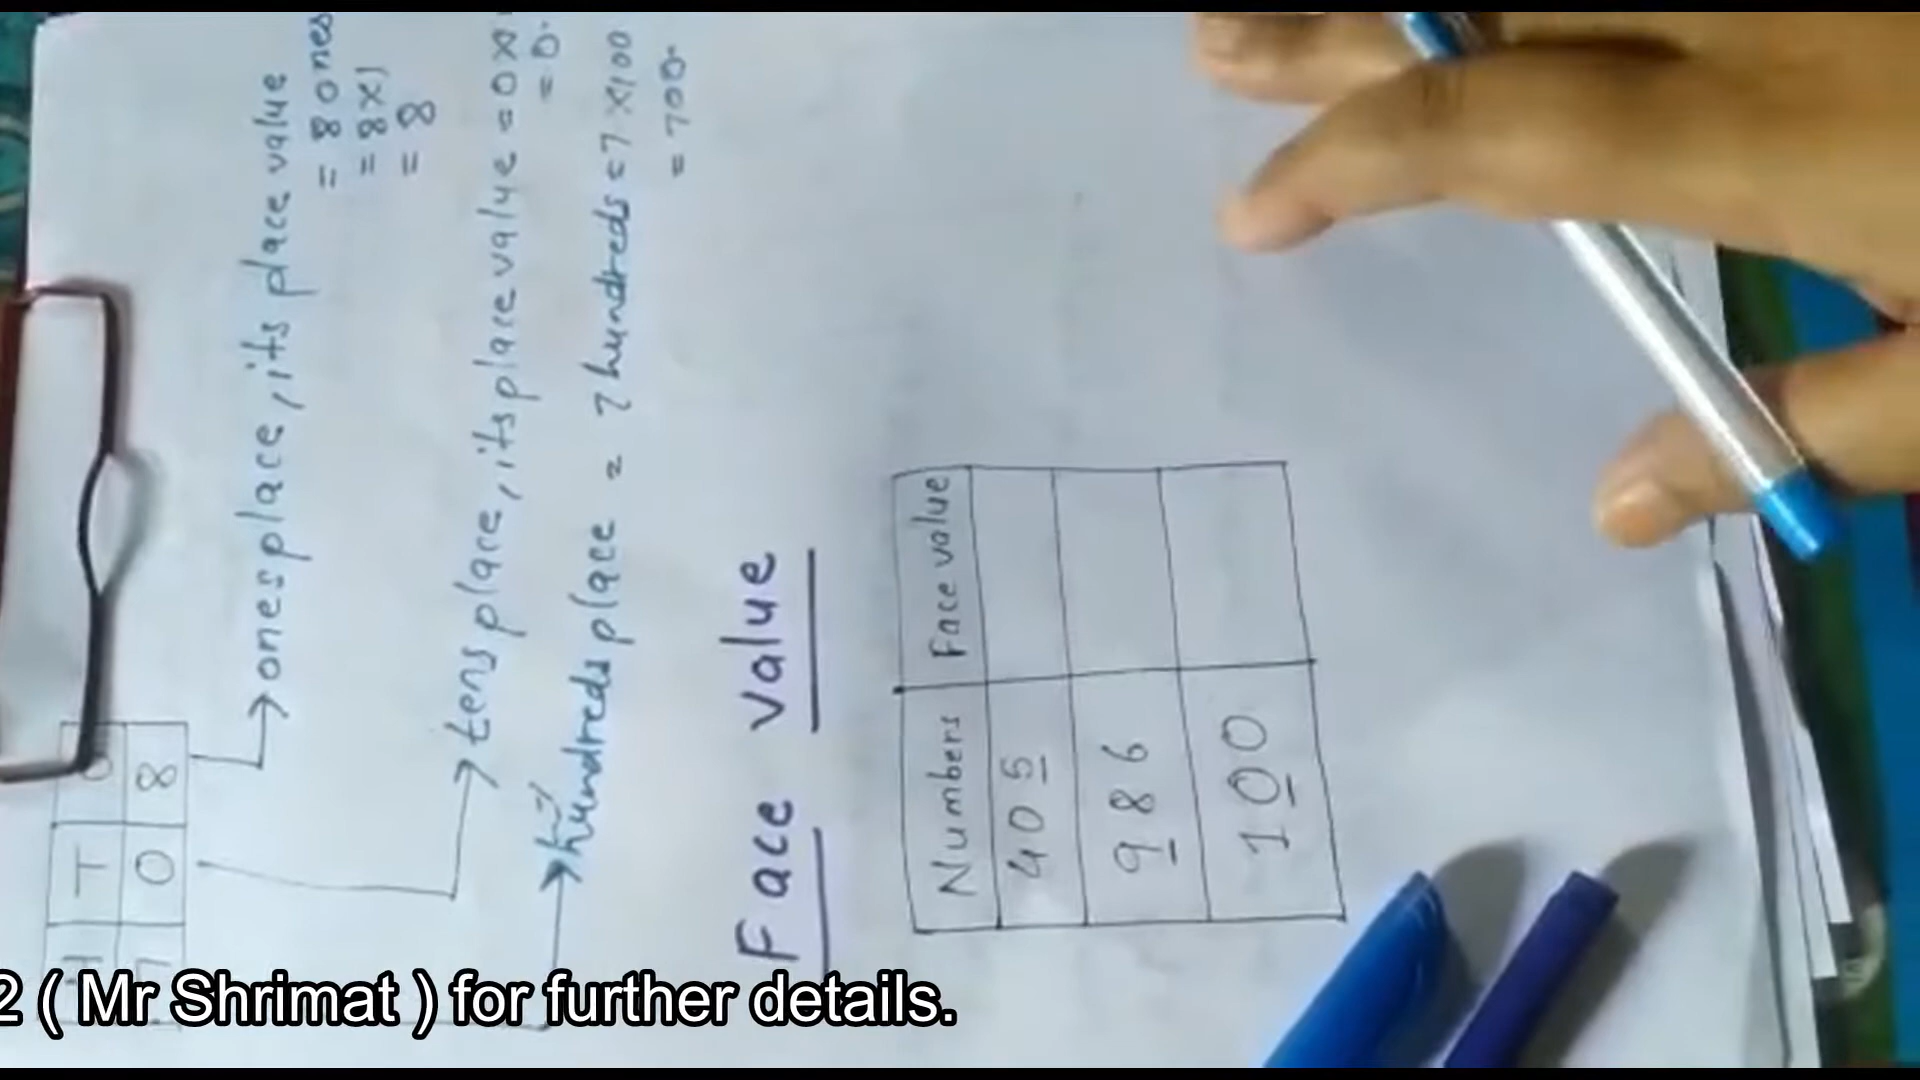 H T O
7 0 8
→ ones place, its place value
= 8 ones
= 8 X 1
= 8
→ tens place, its place value = 0 X
= 0.
→ hundreds place = 7 hundreds = 7 X 100
= 700.
Face value
Numbers Face value
405
986
100
2 ( Mr Shrimat ) for further details.